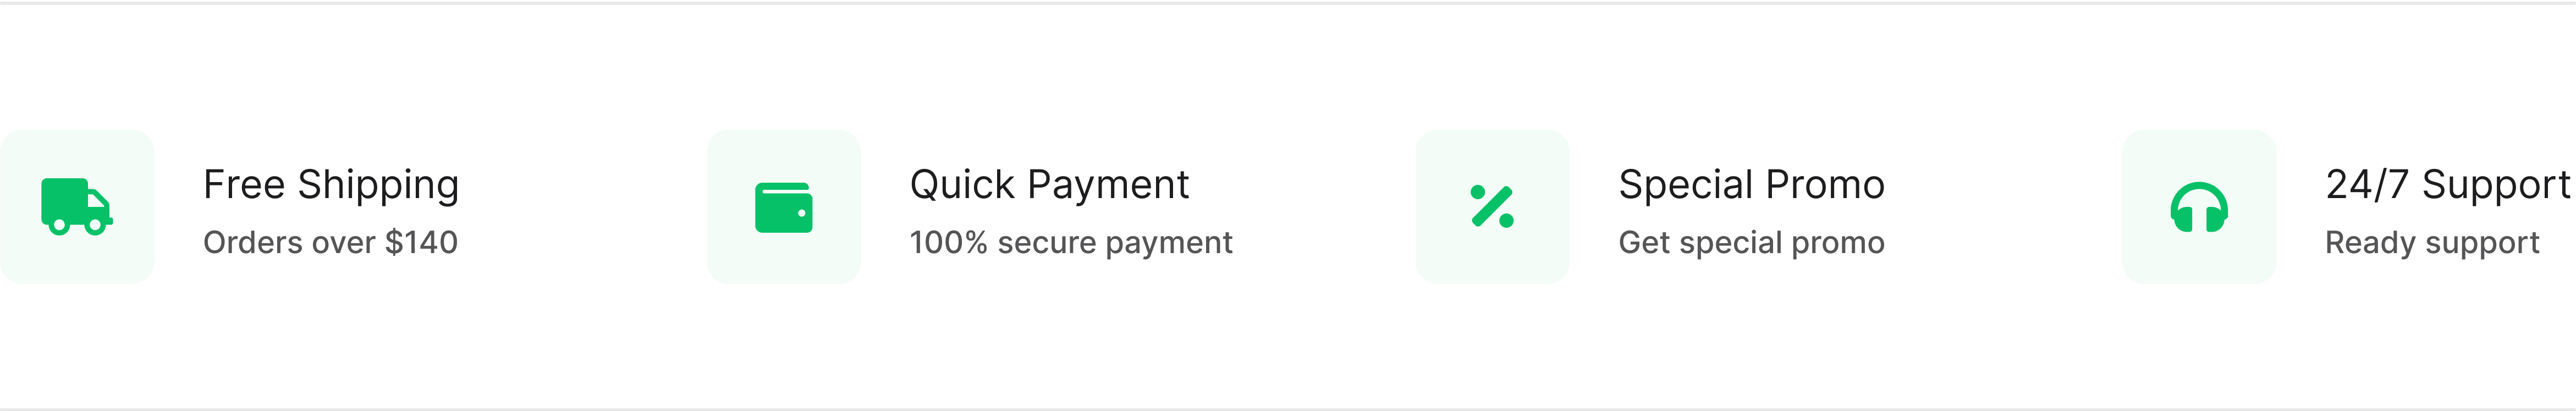 Free Shipping
Orders over $140
Quick Payment
100% secure payment
Special Promo
Get special promo
24/7 Support
Ready support